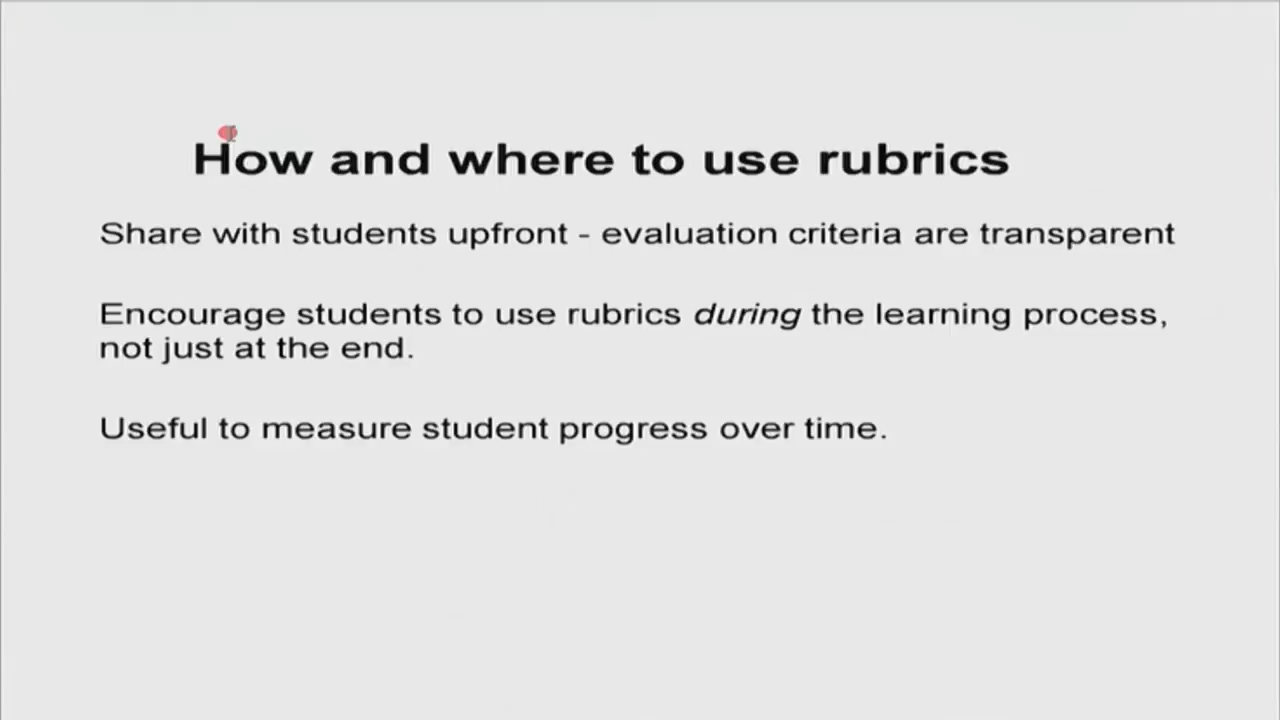 How and where to use rubrics
Share with students upfront - evaluation criteria are transparent
Encourage students to use rubrics during the learning process,
not just at the end.
Useful to measure student progress over time.